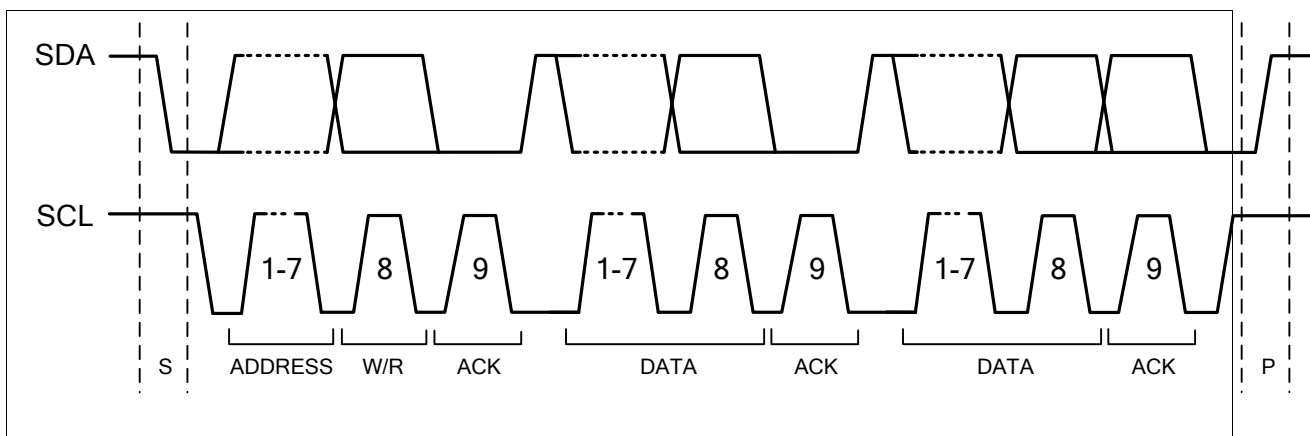 SDA
SCL
1-7 8 9 1-7 8 9 1-7 8 9
S ADDRESS W/R ACK DATA ACK DATA ACK P